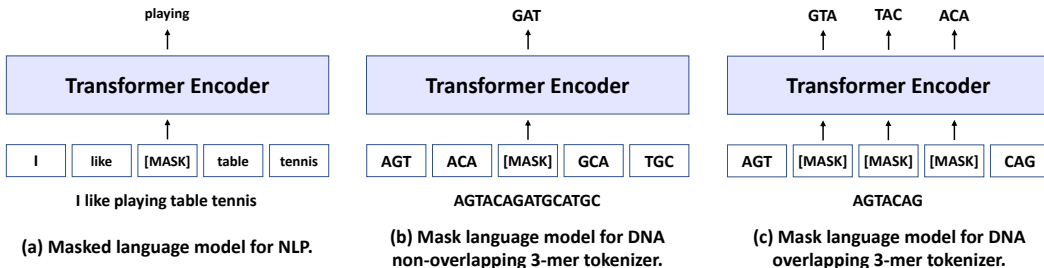 playing
Transformer Encoder
I like [MASK] table tennis
I like playing table tennis
(a) Masked language model for NLP.
GAT
Transformer Encoder
AGT ACA [MASK] GCA TGC
AGTACAGATGCATGC
(b) Mask language model for DNA
non-overlapping 3-mer tokenizer.
GTA TAC ACA
Transformer Encoder
AGT [MASK] [MASK] [MASK] CAG
AGTACAG
(c) Mask language model for DNA
overlapping 3-mer tokenizer.